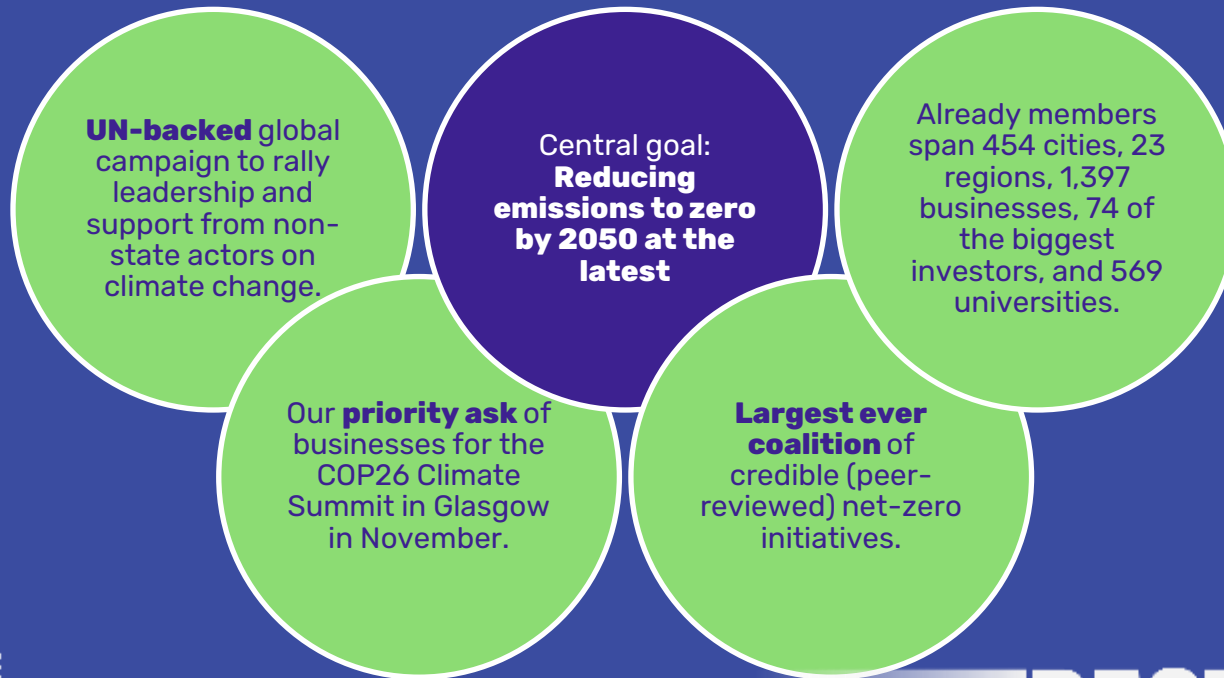 UN-backed global
campaign to rally
leadership and
support from non-
state actors on
climate change.
Central goal:
Reducing
emissions to zero
by 2050 at the
latest
Already members
span 454 cities, 23
regions, 1,397
businesses, 74 of
the biggest
investors, and 569
universities.
Our priority ask of
businesses for the
COP26 Climate
Summit in Glasgow
in November.
Largest ever
coalition of
credible (peer-
reviewed) net-zero
initiatives.